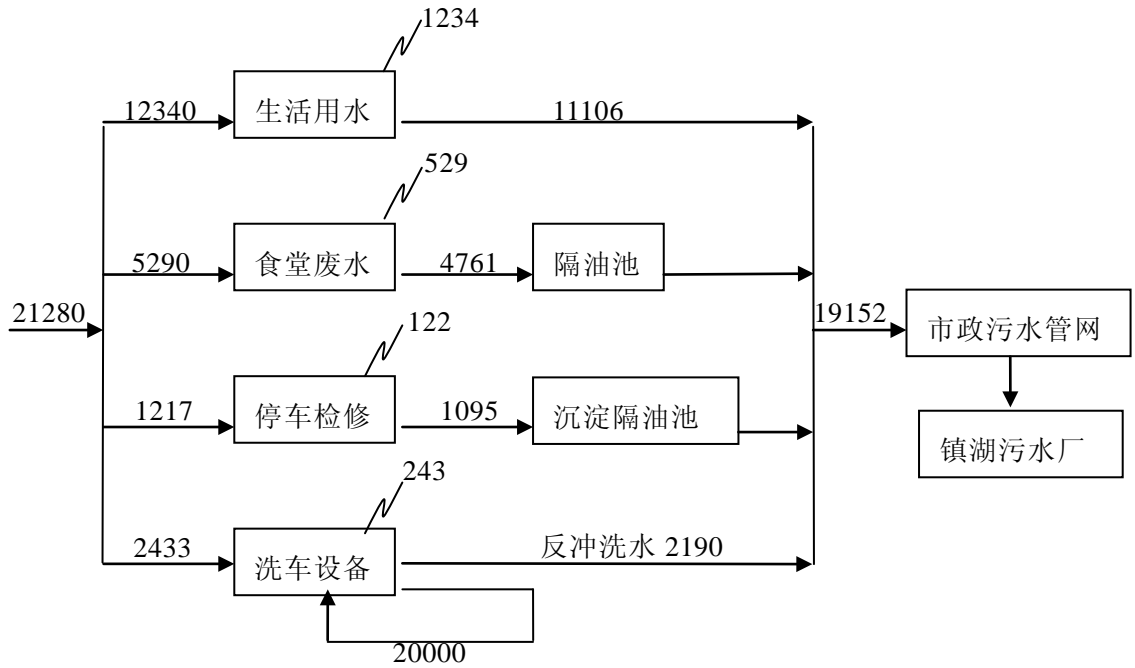 1234
12340
生活用水
11106
529
5290
食堂废水
4761
隔油池
21280
122
19152
市政污水管网
1217
停车检修
1095
沉淀隔油池
镇湖污水厂
243
2433
洗车设备
反冲洗水 2190
20000